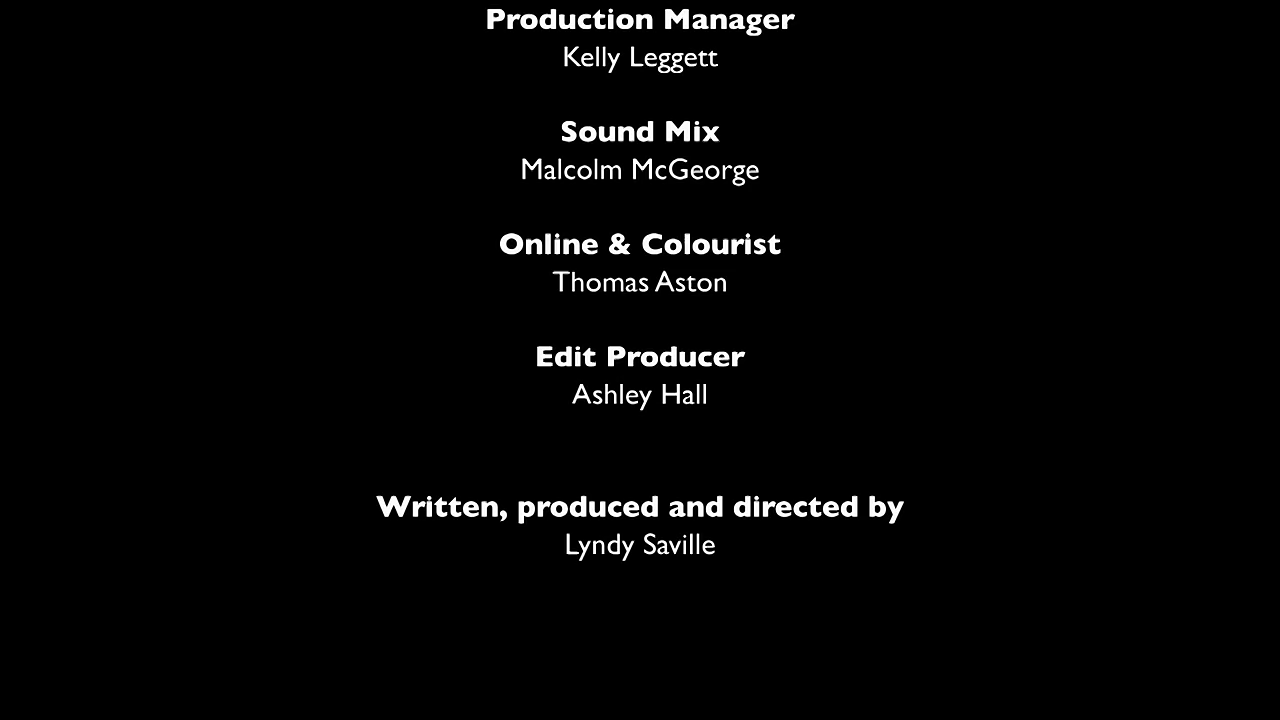 Production Manager
Kelly Leggett
Sound Mix
Malcolm McGeorge
Online & Colourist
Thomas Aston
Edit Producer
Ashley Hall
Written, produced and directed by
Lyndy Saville